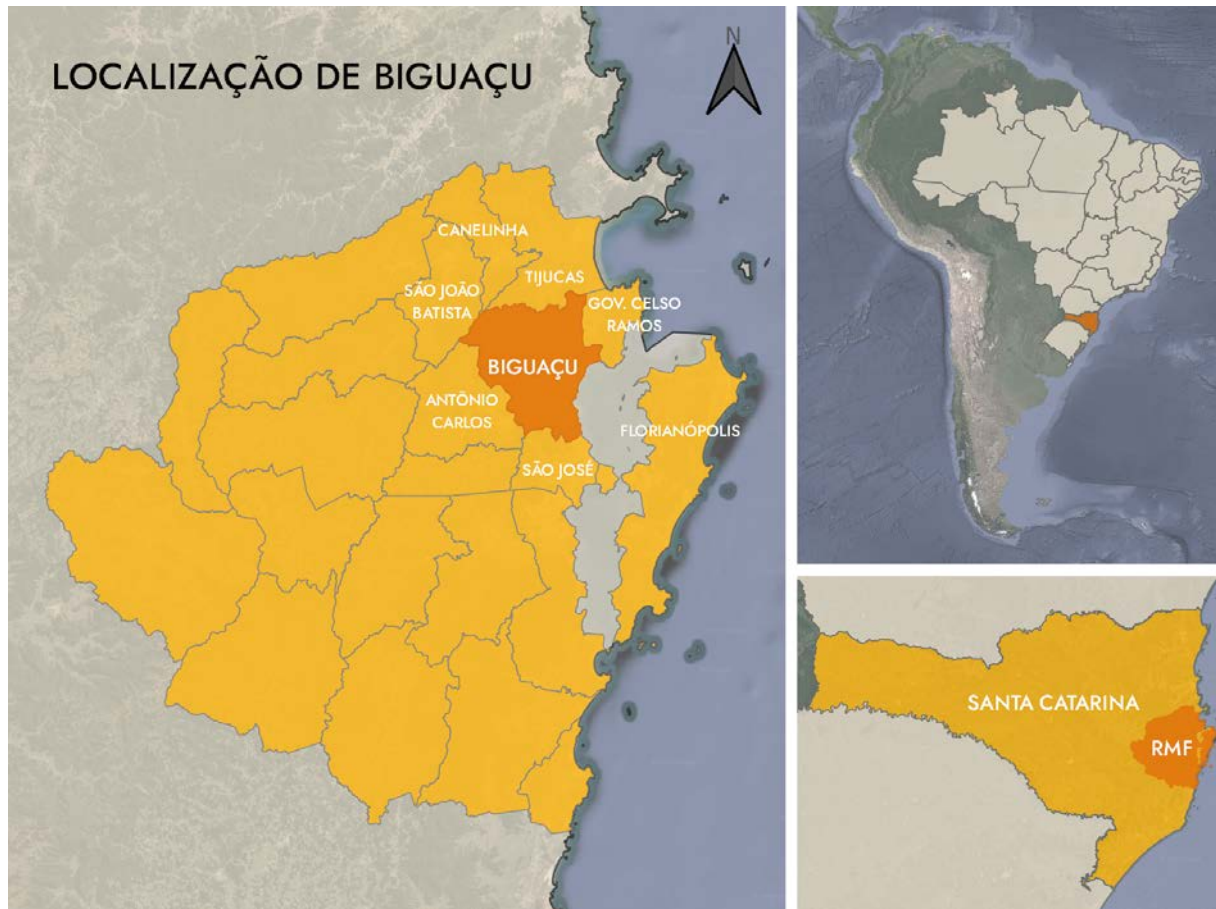 LOCALIZAÇÃO DE BIGUAÇU
N
CANELINHA
TIJUCAS
SÃO JOÃO
BATISTA
GOV. CELSO
RAMOS
BIGUAÇU
ANTÔNIO
CARLOS
FLORIANÓPOLIS
SÃO JOSÉ
SANTA CATARINA
RMF